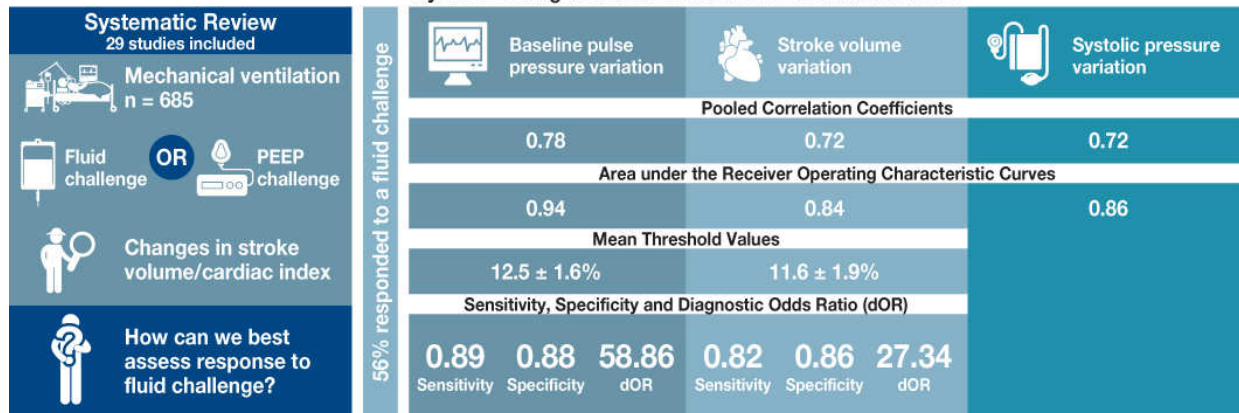 Systematic Review
29 studies included
Mechanical ventilation
n = 685
Fluid
challenge
OR
PEEP
challenge
Changes in stroke
volume/cardiac index
How can we best
assess response to
fluid challenge?
56% responded to a fluid challenge
Baseline pulse
pressure variation
Stroke volume
variation
Systolic pressure
variation
Pooled Correlation Coefficients
0.78 0.72 0.72
Area under the Receiver Operating Characteristic Curves
0.94 0.84 0.86
Mean Threshold Values
12.5 ± 1.6% 11.6 ± 1.9%
Sensitivity, Specificity and Diagnostic Odds Ratio (dOR)
0.89 0.88 58.86 0.82 0.86 27.34
Sensitivity Specificity dOR Sensitivity Specificity dOR